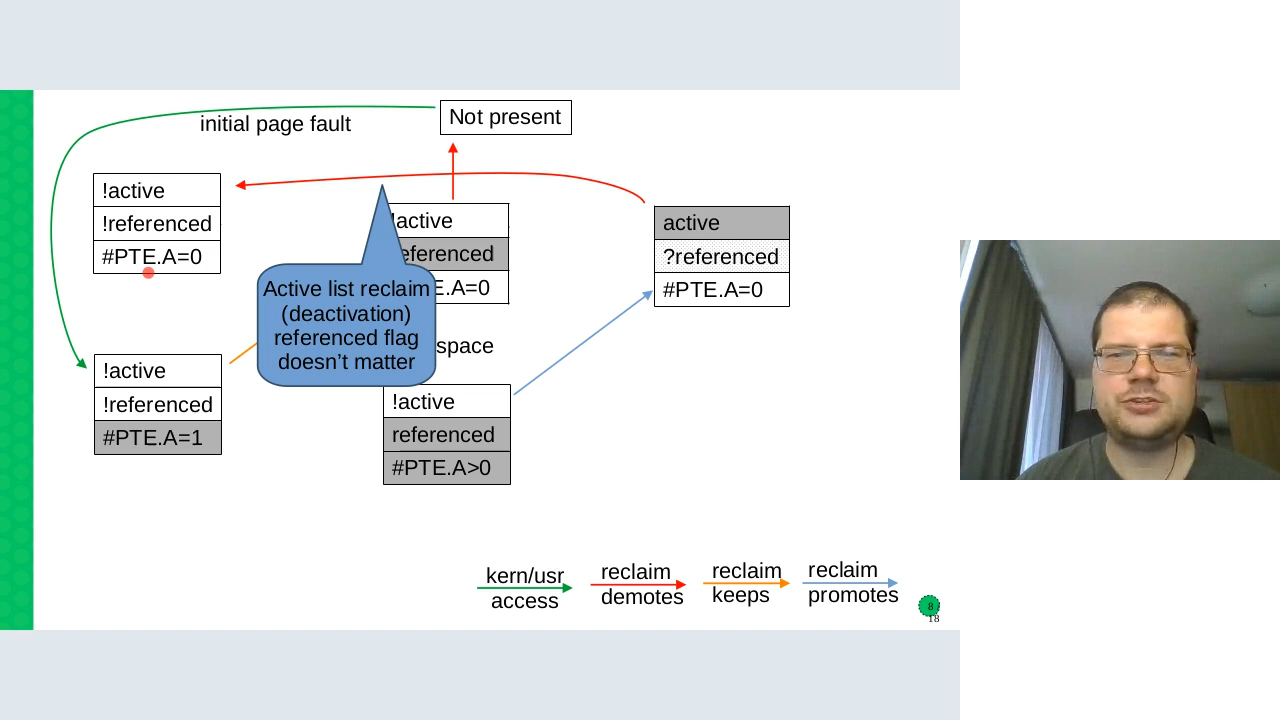 Not present
initial page fault
!active
!referenced
#PTE.A=0
active
eferenced
E.A=0
active
?referenced
#PTE.A=0
Active list reclaim
(deactivation)
referenced flag
doesn't matter
space
!active
!referenced
#PTE.A=1
!active
referenced
#PTE.A>0
kern/usr
access
reclaim
demotes
reclaim
keeps
reclaim
promotes
8
18